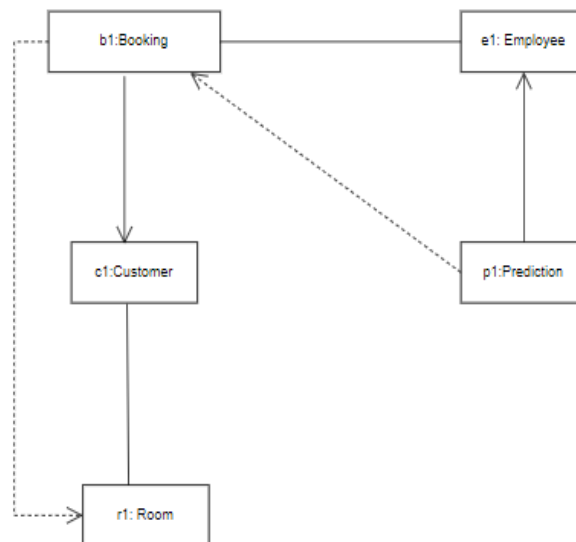 b1:Booking
e1: Employee
c1:Customer
p1:Prediction
r1: Room